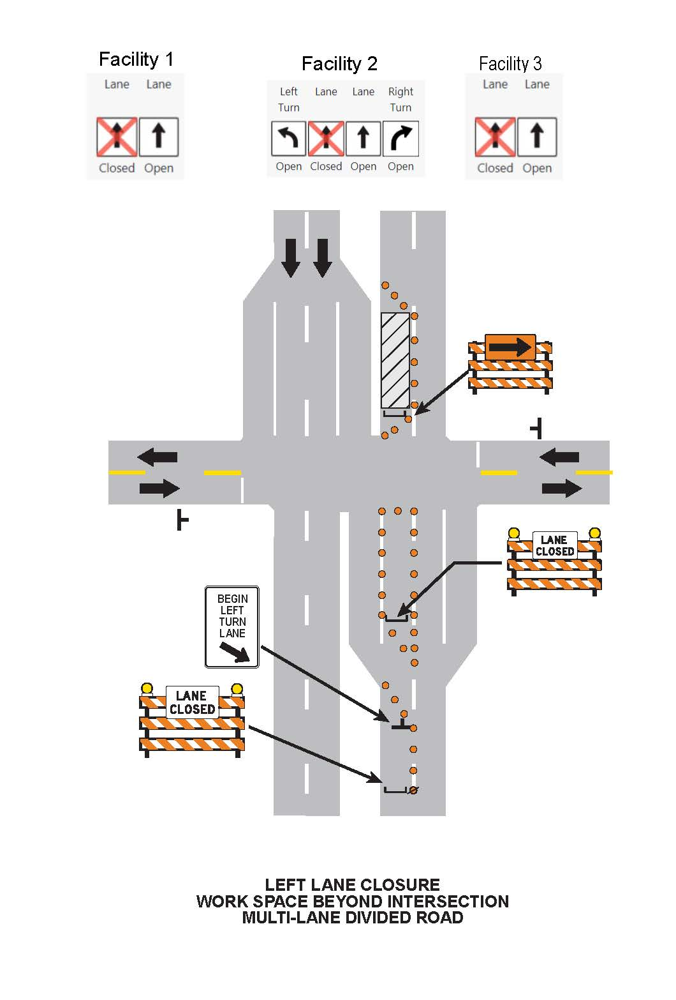 Facility 1
Lane Lane
Closed Open
Facility 2
Left Lane Lane Right
Turn Turn
Open Closed Open Open
Facility 3
Lane Lane
Closed Open
LANE
CLOSED
BEGIN
LEFT
TURN
LANE
LANE
CLOSED
LEFT LANE CLOSURE
WORK SPACE BEYOND INTERSECTION
MULTI-LANE DIVIDED ROAD